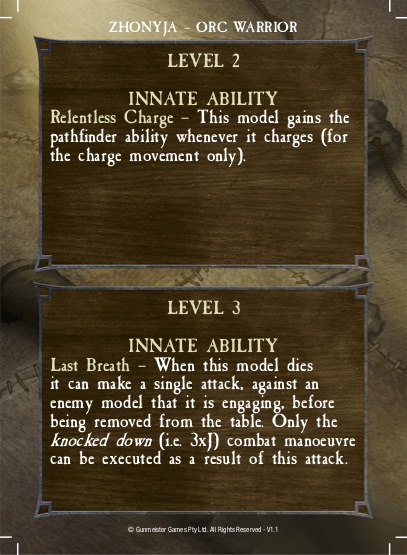 ZHONYJA – ORC WARRIOR
LEVEL 2
INNATE ABILITY
Relentless Charge – This model gains the
pathfinder ability whenever it charges (for
the charge movement only).
LEVEL 3
INNATE ABILITY
Last Breath – When this model dies
it can make a single attack, against an
enemy model that it is engaging, before
being removed from the table. Only the
knocked down (i.e. 3xJ) combat manoeuvre
can be executed as a result of this attack.
© Gunmeister Games Pty Ltd. All Rights Reserved - V1.1